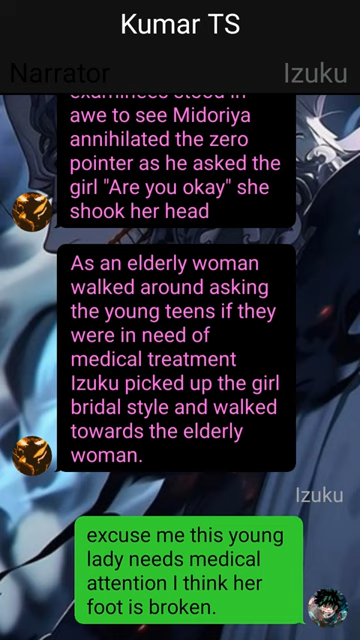 Kumar TS
Narrator
Izuku
examinees stood in
awe to see Midoriya
annihilated the zero
pointer as he asked the
girl "Are you okay" she
shook her head
As an elderly woman
walked around asking
the young teens if they
were in need of
medical treatment
Izuku picked up the girl
bridal style and walked
towards the elderly
woman.
Izuku
excuse me this young
lady needs medical
attention I think her
foot is broken.